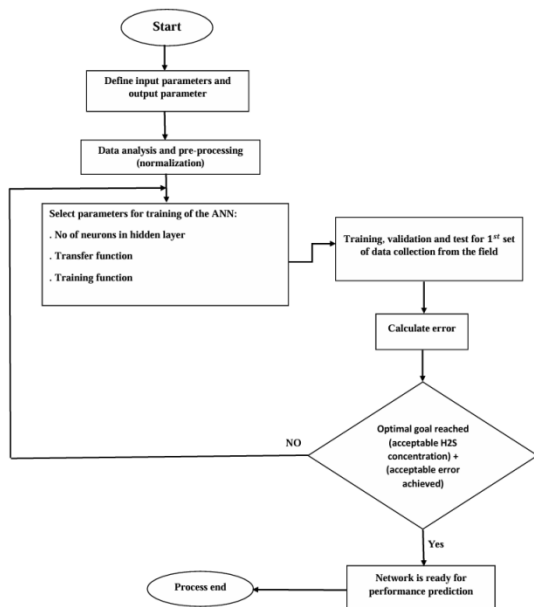 Start
Define input parameters and
output parameter
Data analysis and pre-processing
(normalization)
Select parameters for training of the ANN:
. No of neurons in hidden layer
. Transfer function
. Training function
Training, validation and test for 1st set
of data collection from the field
Calculate error
Optimal goal reached
(acceptable H2S
concentration) +
(acceptable error
achieved)
NO
Yes
Network is ready for
performance prediction
Process end